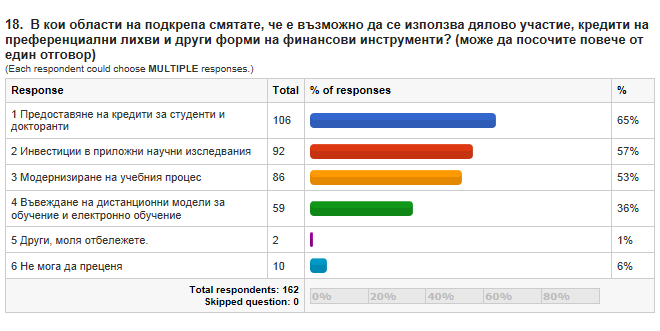 18. В кои области на подкрепа смятате, че е възможно да се използва дялово участие, кредити на
преференциални лихви и други форми на финансови инструменти? (може да посочите повече от
един отговор)
(Each respondent could choose MULTIPLE responses.)
Response Total % of responses %
1 Предоставяне на кредити за студенти и
докторанти 106 65%
2 Инвестиции в приложни научни изследвания 92 57%
3 Модернизиране на учебния процес 86 53%
4 Въвеждане на дистанционни модели за
обучение и електронно обучение 59 36%
5 Други, моля отбележете. 2 1%
6 Не мога да преценя 10 6%
Total respondents: 162
Skipped question: 0
0% 20% 40% 60% 80%